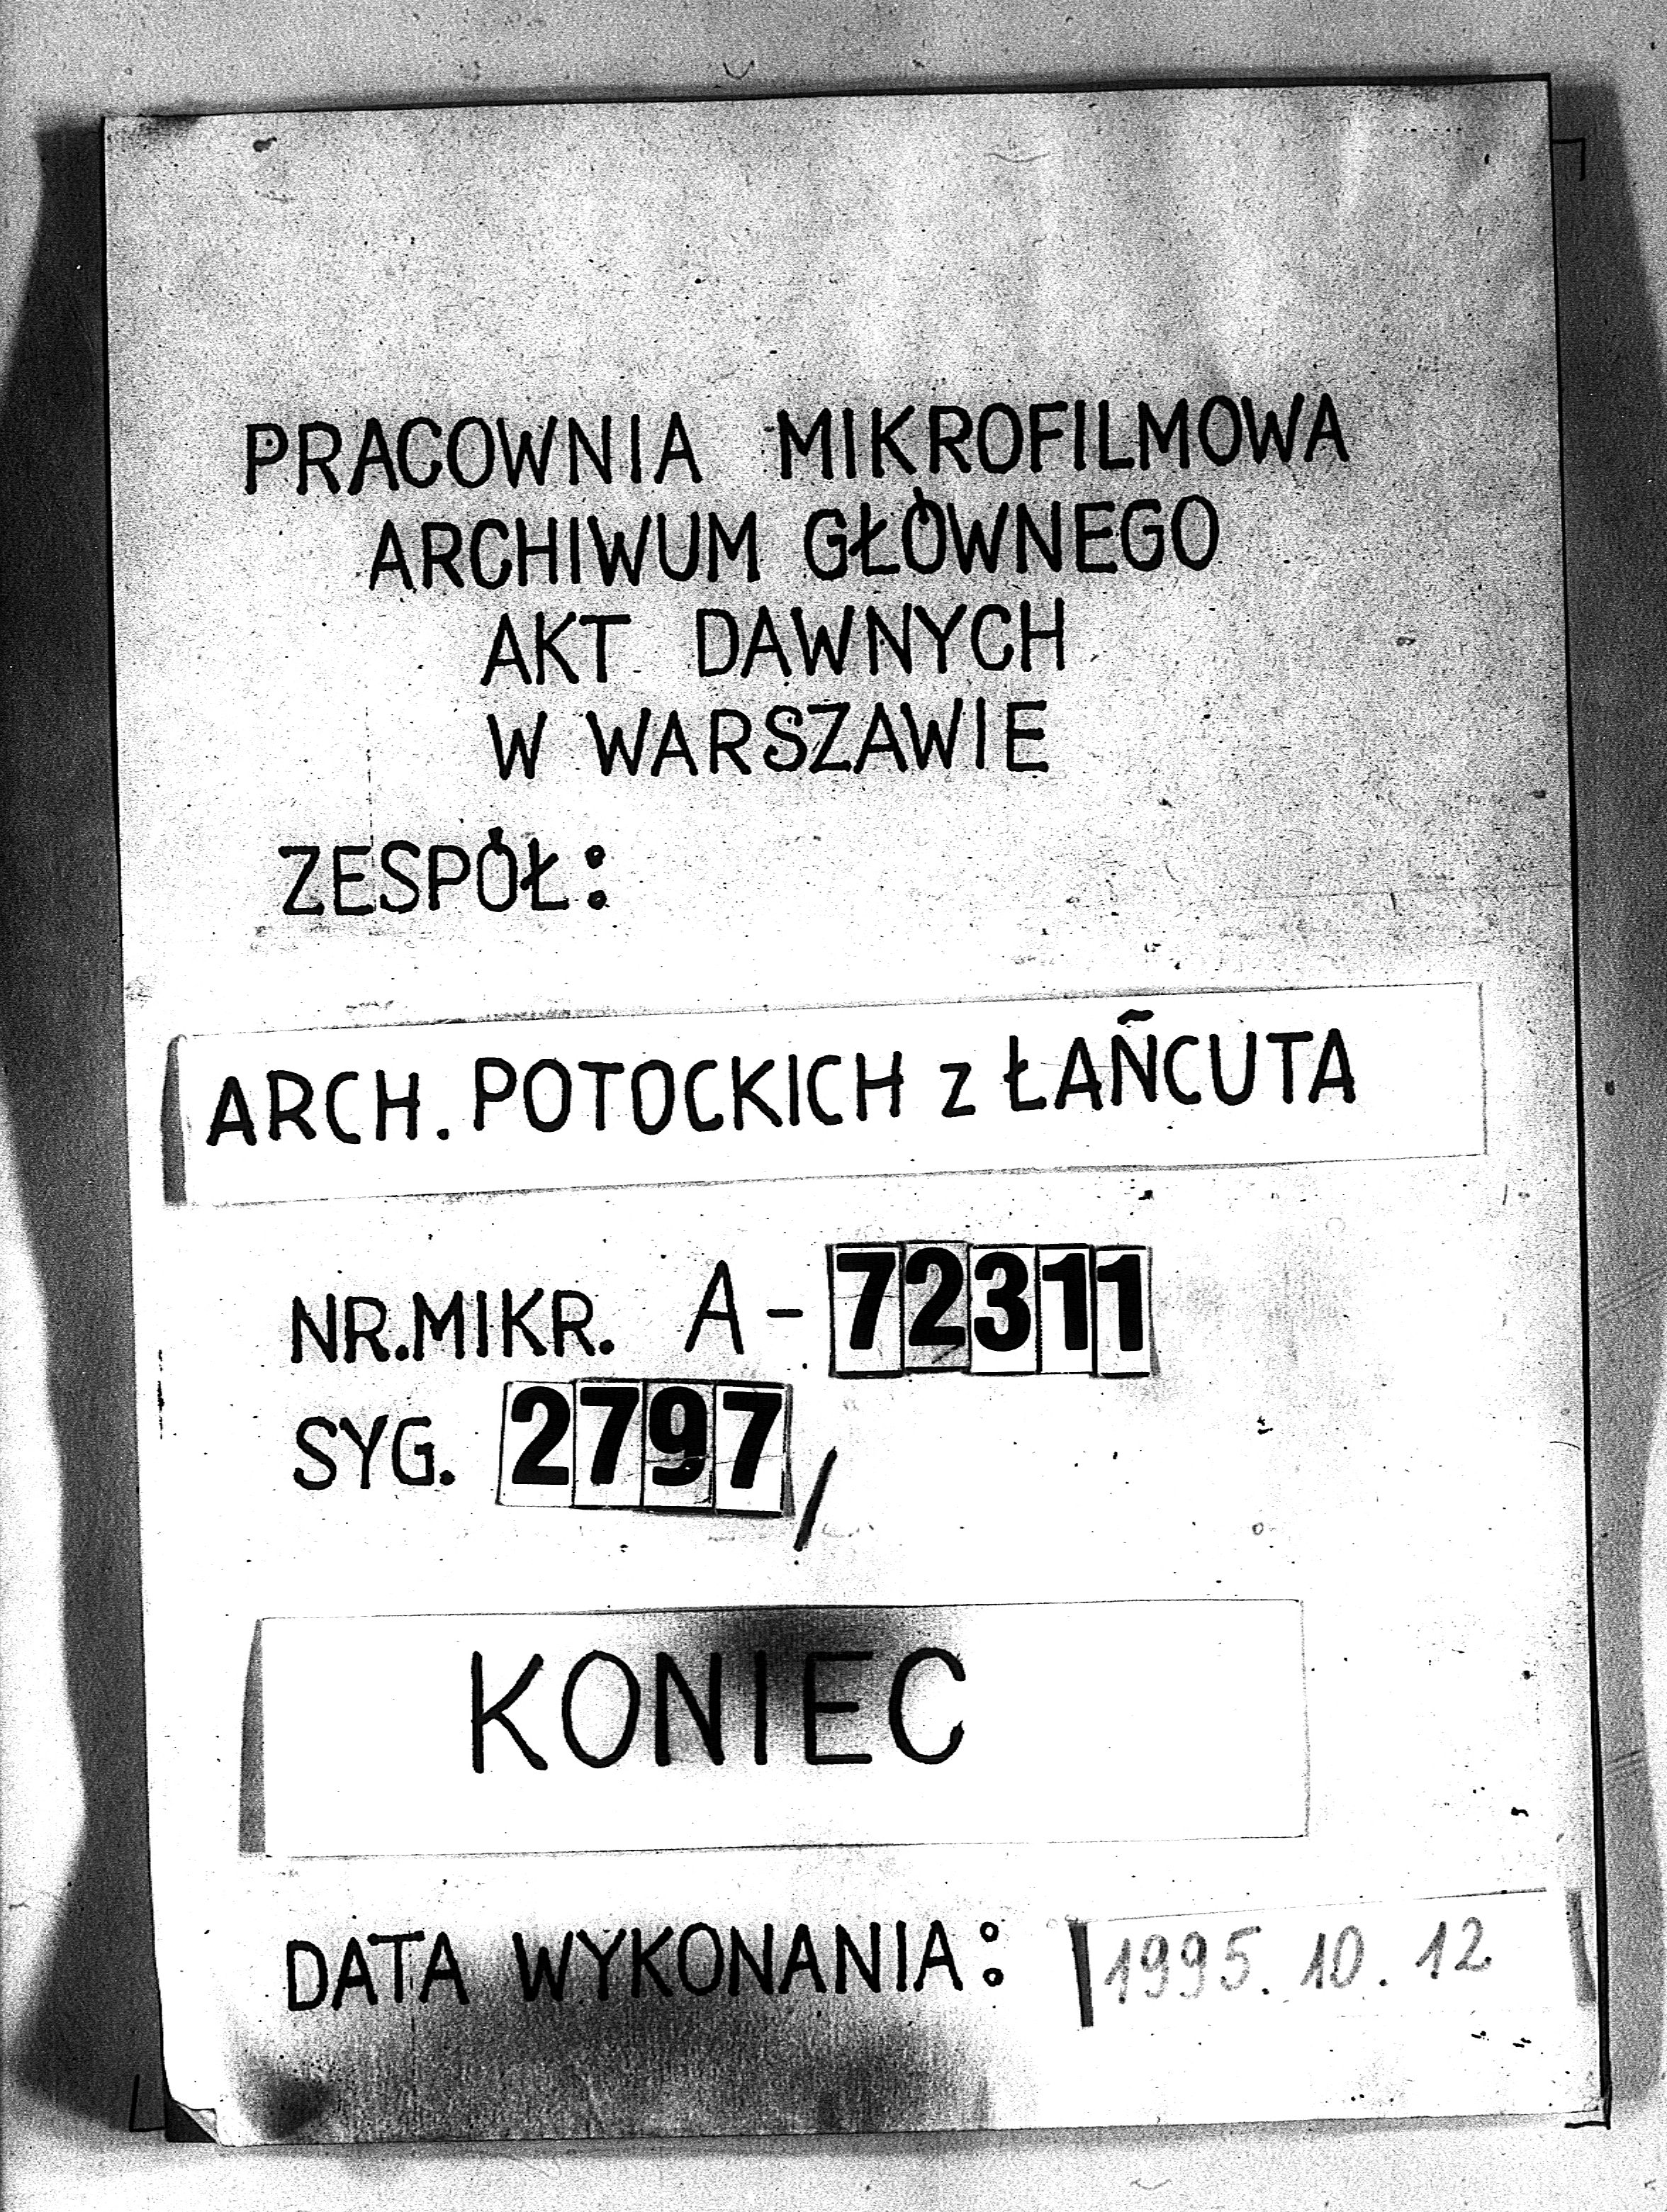 PRACOWNIA MIKROFILMOWA
ARCHIWUM GŁÓWNEGO
AKT DAWNYCH
W WARSZAWIE
ZESPÓŁ:
ARCH. POTOCKICH z ŁAŃCUTA
NR.MIKR. A-72311
SYG. 2797/
KONIEC
DATA WYKONANIA: 1995.10.12